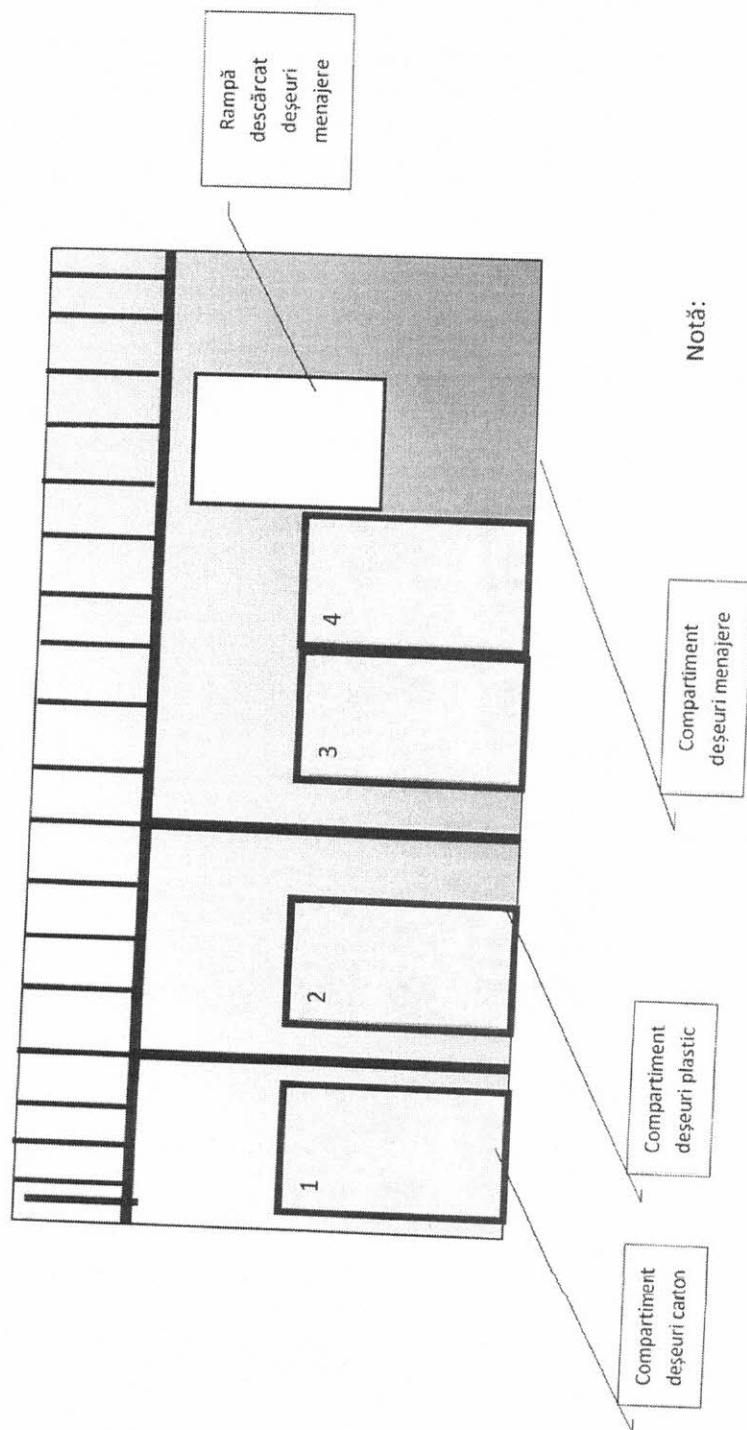 Rampă
descărcat
deșeuri
menajere
1
2
3
4
Compartiment
deșeuri carton
Compartiment
deșeuri plastic
Compartiment
deșeuri menajere
Notă: